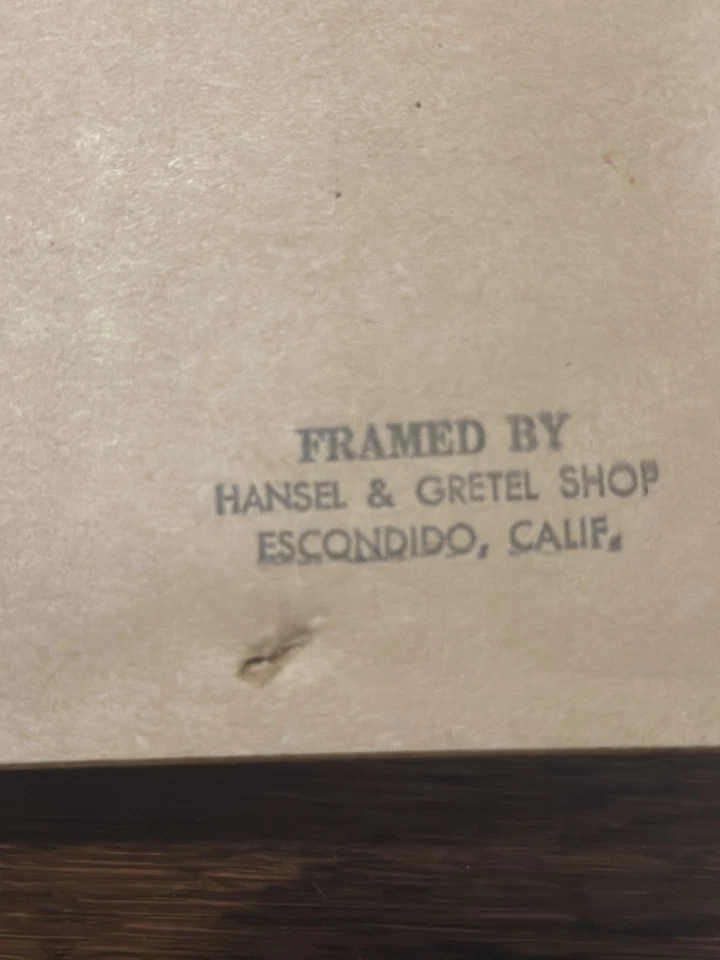 FRAMED BY
HANSEL & GRETEL SHOP
ESCONDIDO, CALIF.